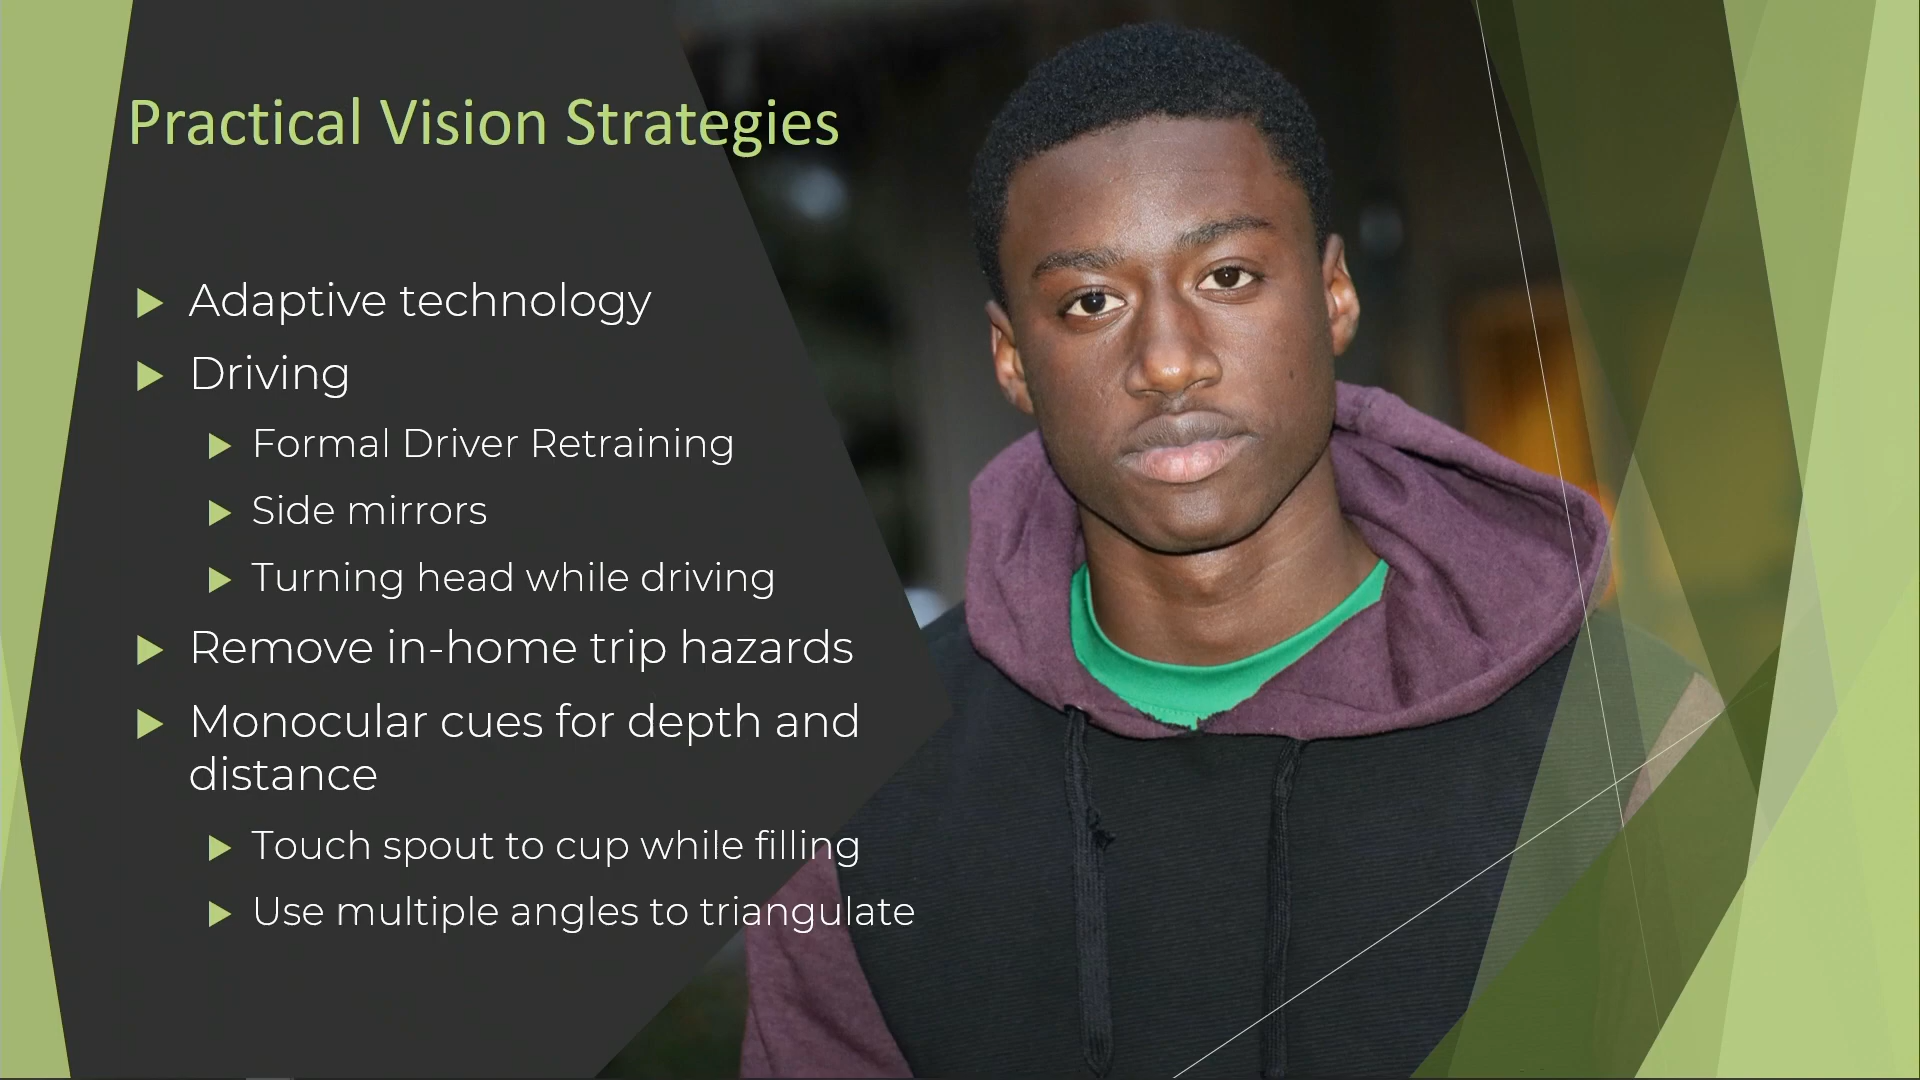 Practical Vision Strategies
Adaptive technology
Driving
Formal Driver Retraining
Side mirrors
Turning head while driving
Remove in-home trip hazards
Monocular cues for depth and
distance
Touch spout to cup while filling
Use multiple angles to triangulate